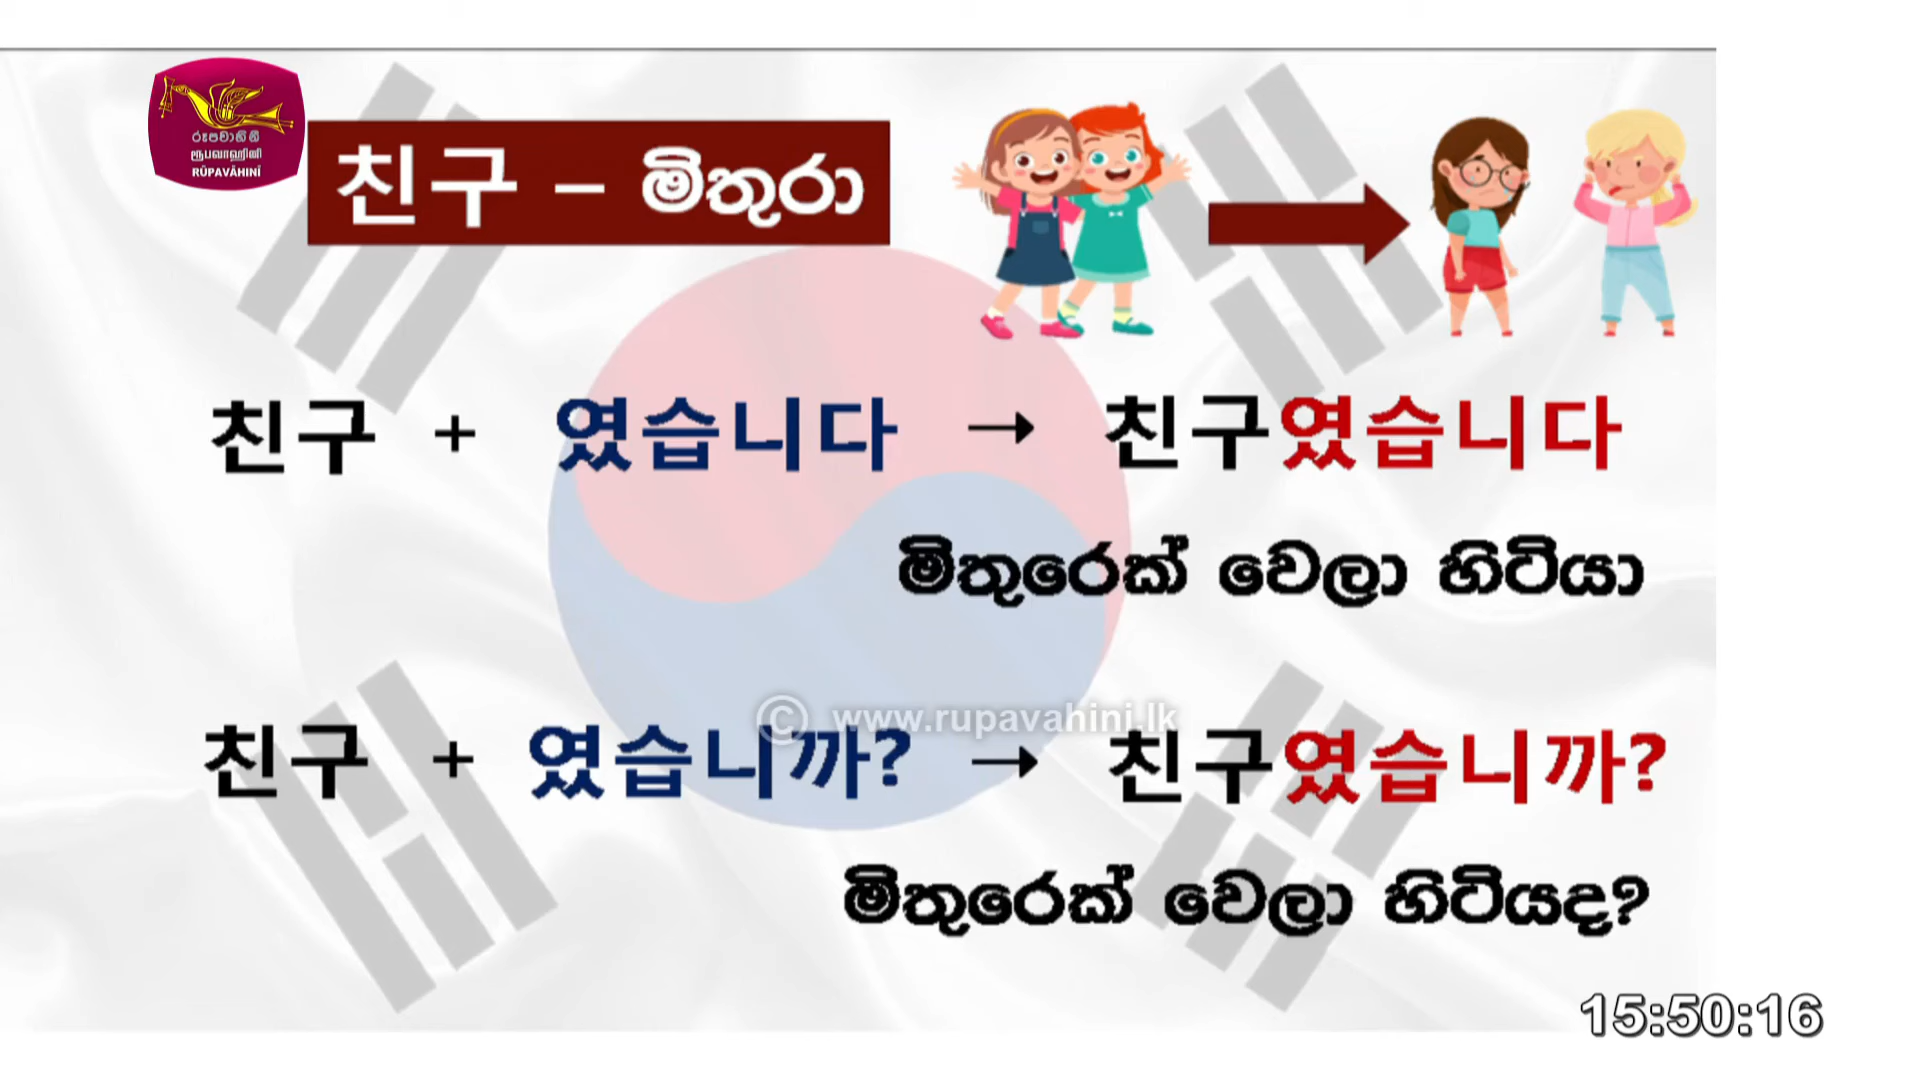 රූපවාහිනී
ரூபவாஹினி
RŪPAVĀHINĪ
친구 – මිතුරා
친구 + 였습니다 → 친구였습니다
මිතුරෙක් වෙලා හිටියා
© www.rupavahini.lk
친구 + 였습니까? → 친구였습니까?
මිතුරෙක් වෙලා හිටියද?
15:50:16